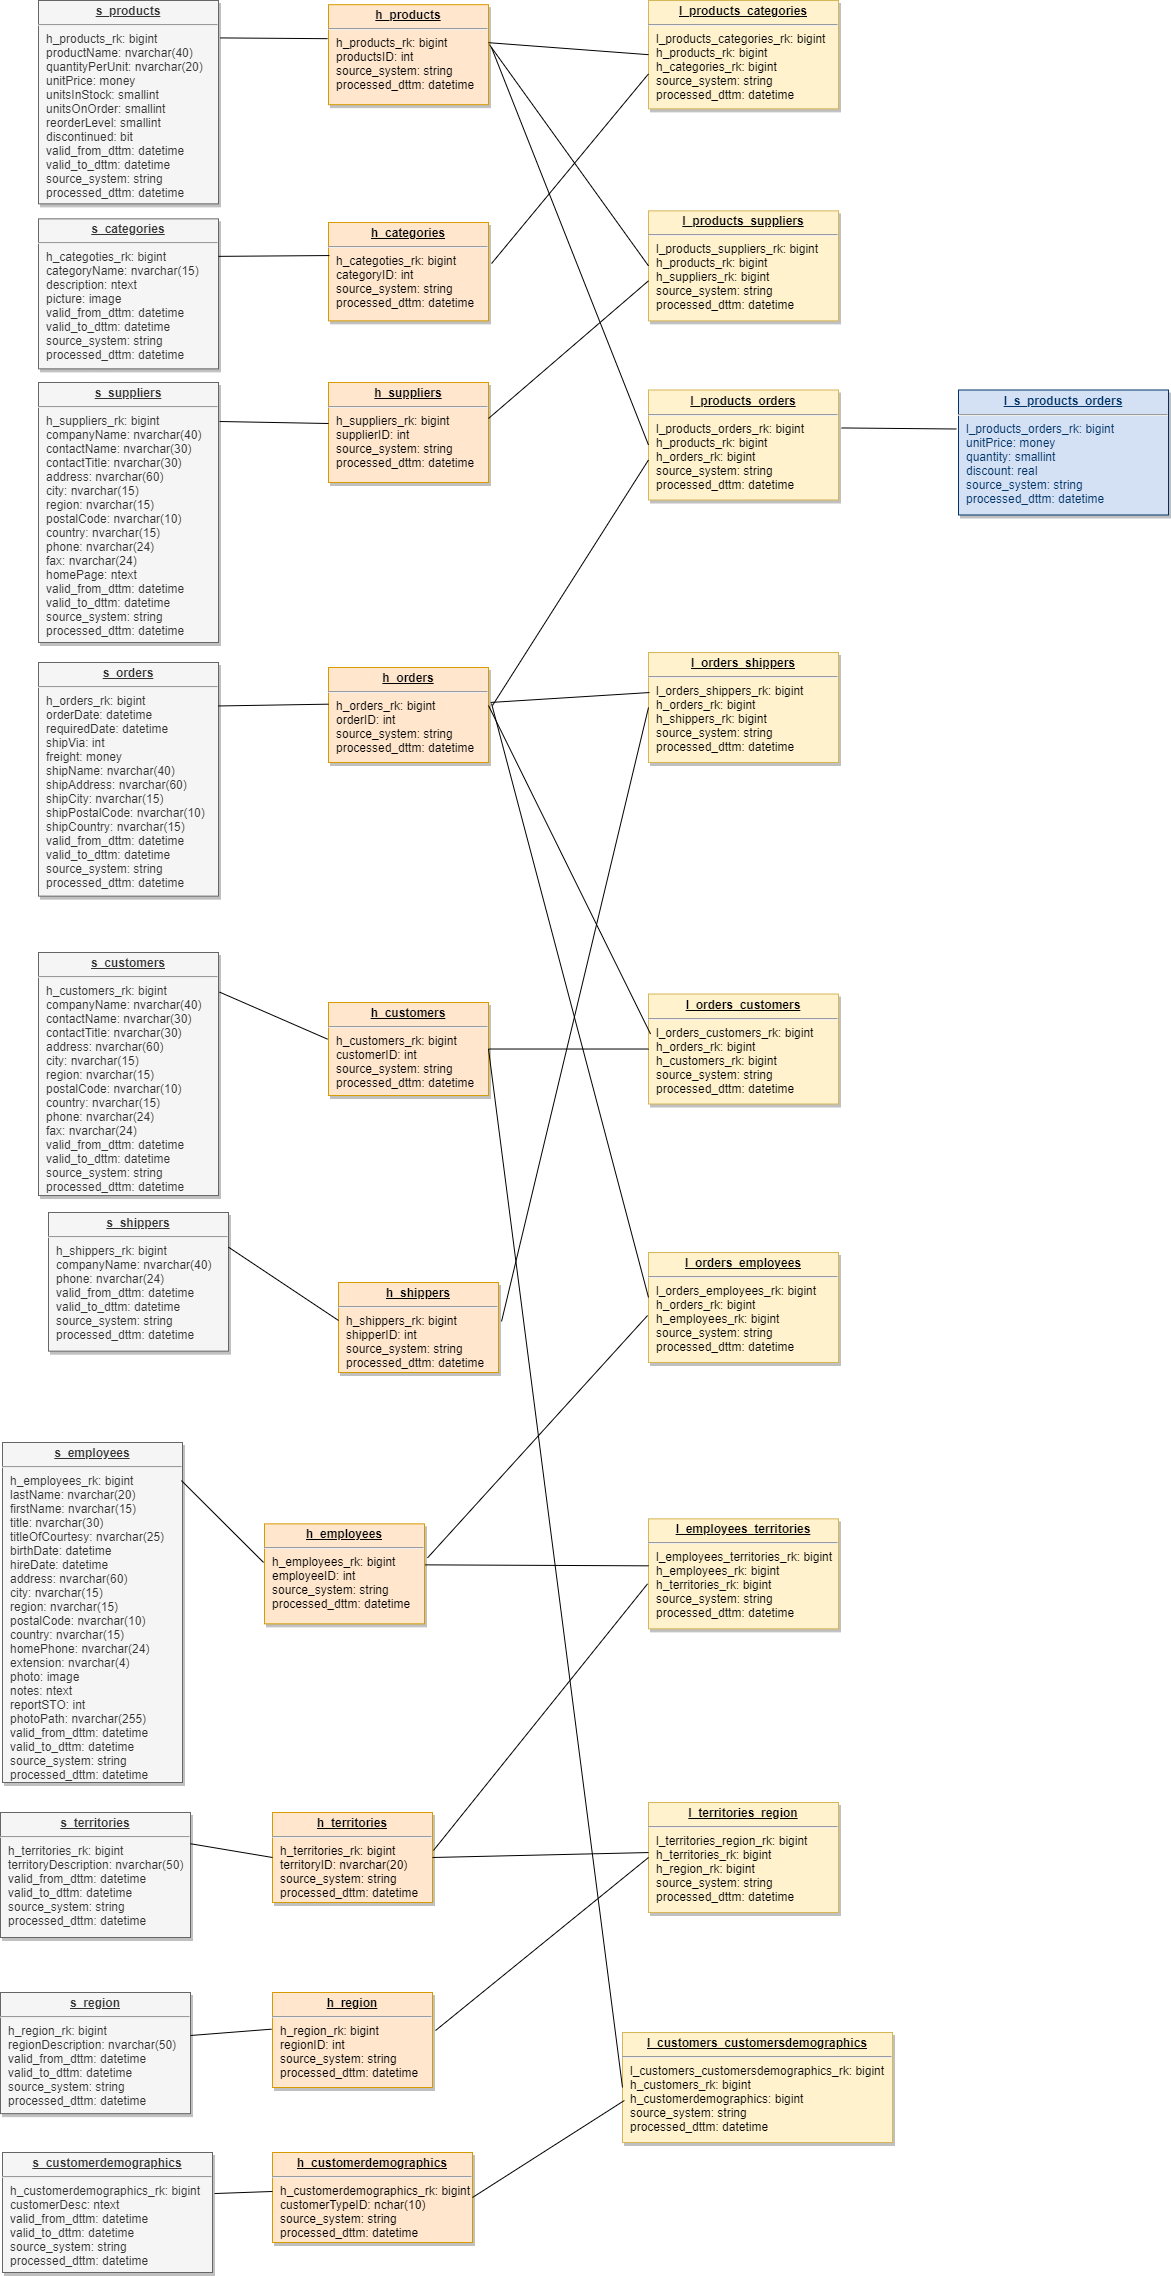 s_products
h_products_rk: bigint
productName: nvarchar(40)
quantityPerUnit: nvarchar(20)
unitPrice: money
unitsInStock: smallint
unitsOnOrder: smallint
reorderLevel: smallint
discontinued: bit
valid_from_dttm: datetime
valid_to_dttm: datetime
source_system: string
processed_dttm: datetime
h_products
h_products_rk: bigint
productsID: int
source_system: string
processed_dttm: datetime
l_products_categories
l_products_categories_rk: bigint
h_products_rk: bigint
h_categories_rk: bigint
source_system: string
processed_dttm: datetime
s_categories
h_categoties_rk: bigint
categoryName: nvarchar(15)
description: ntext
picture: image
valid_from_dttm: datetime
valid_to_dttm: datetime
source_system: string
processed_dttm: datetime
h_categories
h_categoties_rk: bigint
categoryID: int
source_system: string
processed_dttm: datetime
l_products_suppliers
l_products_suppliers_rk: bigint
h_products_rk: bigint
h_suppliers_rk: bigint
source_system: string
processed_dttm: datetime
s_suppliers
h_suppliers_rk: bigint
companyName: nvarchar(40)
contactName: nvarchar(30)
contactTitle: nvarchar(30)
address: nvarchar(60)
city: nvarchar(15)
region: nvarchar(15)
postalCode: nvarchar(10)
country: nvarchar(15)
phone: nvarchar(24)
fax: nvarchar(24)
homePage: ntext
valid_from_dttm: datetime
valid_to_dttm: datetime
source_system: string
processed_dttm: datetime
h_suppliers
h_suppliers_rk: bigint
supplierID: int
source_system: string
processed_dttm: datetime
l_products_orders
l_products_orders_rk: bigint
h_products_rk: bigint
h_orders_rk: bigint
source_system: string
processed_dttm: datetime
l_s_products_orders
l_products_orders_rk: bigint
unitPrice: money
quantity: smallint
discount: real
source_system: string
processed_dttm: datetime
s_orders
h_orders_rk: bigint
orderDate: datetime
requiredDate: datetime
shipVia: int
freight: money
shipName: nvarchar(40)
shipAddress: nvarchar(60)
shipCity: nvarchar(15)
shipPostalCode: nvarchar(10)
shipCountry: nvarchar(15)
valid_from_dttm: datetime
valid_to_dttm: datetime
source_system: string
processed_dttm: datetime
h_orders
h_orders_rk: bigint
orderID: int
source_system: string
processed_dttm: datetime
l_orders_shippers
l_orders_shippers_rk: bigint
h_orders_rk: bigint
h_shippers_rk: bigint
source_system: string
processed_dttm: datetime
s_customers
h_customers_rk: bigint
companyName: nvarchar(40)
contactName: nvarchar(30)
contactTitle: nvarchar(30)
address: nvarchar(60)
city: nvarchar(15)
region: nvarchar(15)
postalCode: nvarchar(10)
country: nvarchar(15)
phone: nvarchar(24)
fax: nvarchar(24)
valid_from_dttm: datetime
valid_to_dttm: datetime
source_system: string
processed_dttm: datetime
h_customers
h_customers_rk: bigint
customerID: int
source_system: string
processed_dttm: datetime
l_orders_customers
l_orders_customers_rk: bigint
h_orders_rk: bigint
h_customers_rk: bigint
source_system: string
processed_dttm: datetime
s_shippers
h_shippers_rk: bigint
companyName: nvarchar(40)
phone: nvarchar(24)
valid_from_dttm: datetime
valid_to_dttm: datetime
source_system: string
processed_dttm: datetime
h_shippers
h_shippers_rk: bigint
shipperID: int
source_system: string
processed_dttm: datetime
l_orders_employees
l_orders_employees_rk: bigint
h_orders_rk: bigint
h_employees_rk: bigint
source_system: string
processed_dttm: datetime
s_employees
h_employees_rk: bigint
lastName: nvarchar(20)
firstName: nvarchar(15)
title: nvarchar(30)
titleOfCourtesy: nvarchar(25)
birthDate: datetime
hireDate: datetime
address: nvarchar(60)
city: nvarchar(15)
region: nvarchar(15)
postalCode: nvarchar(10)
country: nvarchar(15)
homePhone: nvarchar(24)
extension: nvarchar(4)
photo: image
notes: ntext
reportSTO: int
photoPath: nvarchar(255)
valid_from_dttm: datetime
valid_to_dttm: datetime
source_system: string
processed_dttm: datetime
h_employees
h_employees_rk: bigint
employeeID: int
source_system: string
processed_dttm: datetime
l_employees_territories
l_employees_territories_rk: bigint
h_employees_rk: bigint
h_territories_rk: bigint
source_system: string
processed_dttm: datetime
s_territories
h_territories_rk: bigint
territoryDescription: nvarchar(50)
valid_from_dttm: datetime
valid_to_dttm: datetime
source_system: string
processed_dttm: datetime
h_territories
h_territories_rk: bigint
territoryID: nvarchar(20)
source_system: string
processed_dttm: datetime
l_territories_region
l_territories_region_rk: bigint
h_territories_rk: bigint
h_region_rk: bigint
source_system: string
processed_dttm: datetime
s_region
h_region_rk: bigint
regionDescription: nvarchar(50)
valid_from_dttm: datetime
valid_to_dttm: datetime
source_system: string
processed_dttm: datetime
h_region
h_region_rk: bigint
regionID: int
source_system: string
processed_dttm: datetime
l_customers_customersdemographics
l_customers_customersdemographics_rk: bigint
h_customers_rk: bigint
h_customerdemographics: bigint
source_system: string
processed_dttm: datetime
s_customerdemographics
h_customerdemographics_rk: bigint
customerDesc: ntext
valid_from_dttm: datetime
valid_to_dttm: datetime
source_system: string
processed_dttm: datetime
h_customerdemographics
h_customerdemographics_rk: bigint
customerTypeID: nchar(10)
source_system: string
processed_dttm: datetime